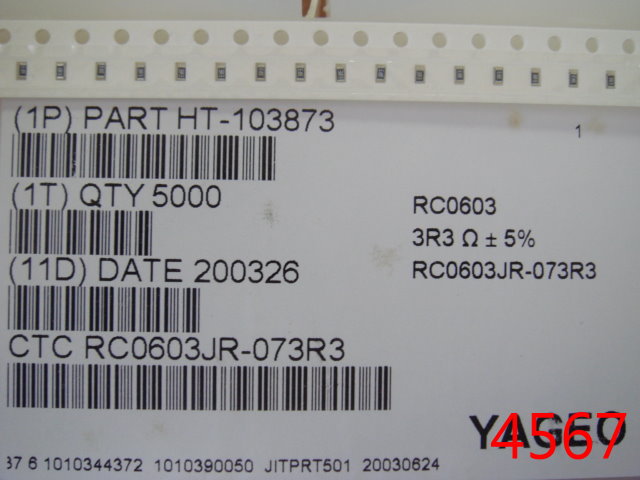 (1P) PART HT-103873
1
(1T) QTY 5000
RC0603
3R3 Ω ± 5%
(11D) DATE 200326
RC0603JR-073R3
CTC RC0603JR-073R3
YAGEO
4567
37 6 1010344372 1010390050 JITPRT501 20030624